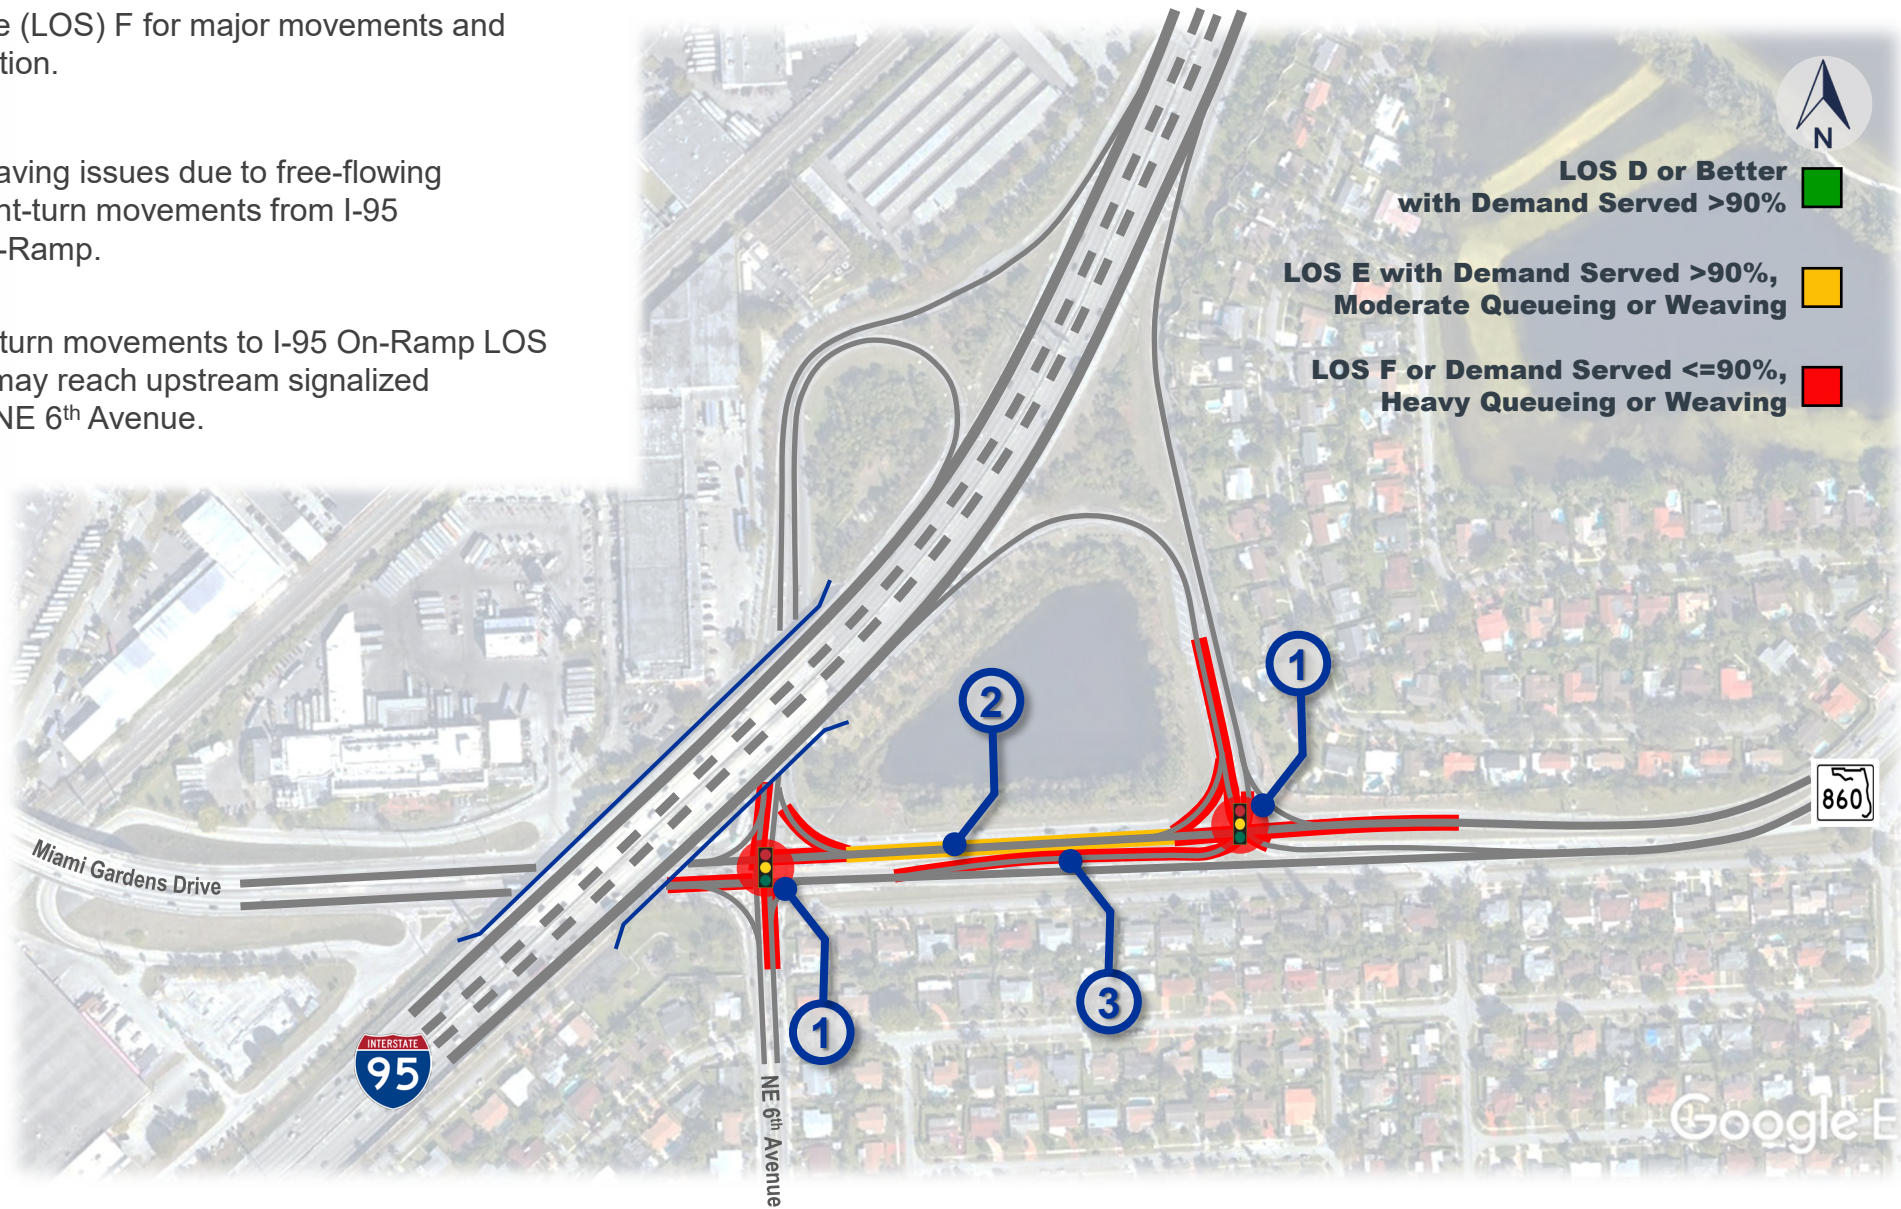 e (LOS) F for major movements and
tion.
aving issues due to free-flowing
nt-turn movements from I-95
-Ramp.
turn movements to I-95 On-Ramp LOS
may reach upstream signalized
NE 6th Avenue.
N
LOS D or Better
with Demand Served >90%
LOS E with Demand Served >90%,
Moderate Queueing or Weaving
LOS F or Demand Served <=90%,
Heavy Queueing or Weaving
1
2
860
Miami Gardens Drive
3
1
INTERSTATE
95
NE 6th Avenue
Google E